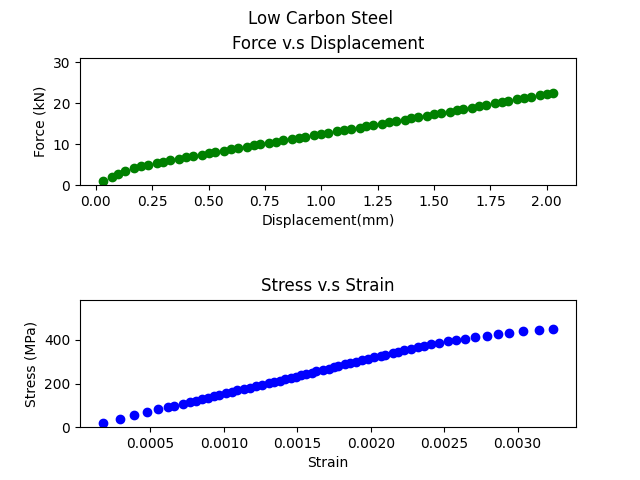 Low Carbon Steel
Force v.s Displacement
30
20
10
0
Force (kN)
0.00 0.25 0.50 0.75 1.00 1.25 1.50 1.75 2.00
Displacement(mm)
Stress v.s Strain
400
200
0
Stress (MPa)
0.0005 0.0010 0.0015 0.0020 0.0025 0.0030
Strain